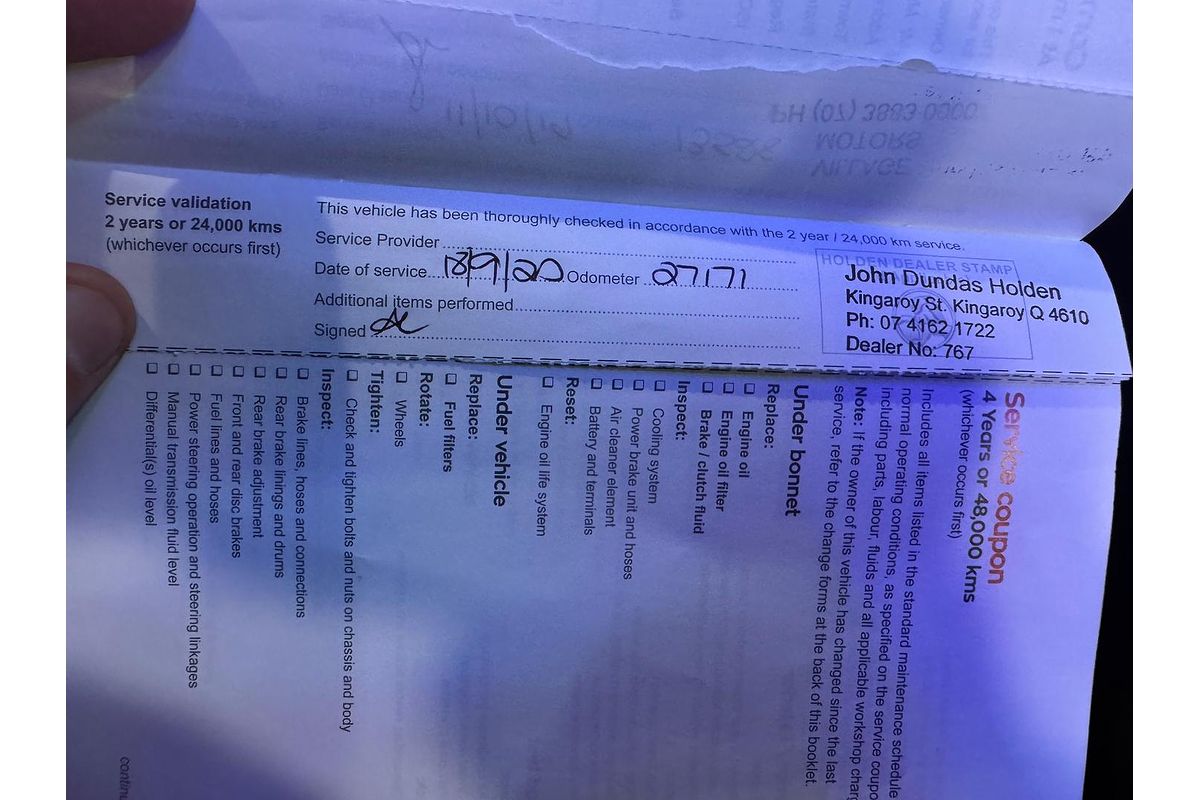 PH (07) 3883 0300
MOTORS
VILLAGE
11/10/19
Service validation
2 years or 24,000 kms
(whichever occurs first)
This vehicle has been thoroughly checked in accordance with the 2 year / 24,000 km service.
Service Provider
Date of service 18/9/20 Odometer 27171
Additional items performed
Signed
HOLDEN DEALER STAMP
John Dundas Holden
Kingaroy St. Kingaroy Q 4610
Ph: 07 4162 1722
Dealer No: 767
Service coupon
4 Years or 48,000 kms
(whichever occurs first)
Includes all items listed in the standard maintenance schedule
normal operating conditions, as specified on the service coupo
including parts, labour, fluids and all applicable workshop char
Note: If the owner of this vehicle has changed since the last
service, refer to the change forms at the back of this booklet.
Under bonnet
Replace:
Engine oil
Engine oil filter
Brake / clutch fluid
Inspect:
Cooling system
Power brake unit and hoses
Air cleaner element
Battery and terminals
Reset:
Engine oil life system
Under vehicle
Replace:
Fuel filters
Rotate:
Wheels
Tighten:
Check and tighten bolts and nuts on chassis and body
Inspect:
Brake lines, hoses and connections
Rear brake linings and drums
Rear brake adjustment
Front and rear disc brakes
Fuel lines and hoses
Power steering operation and steering linkages
Manual transmission fluid level
Differential(s) oil level
continu